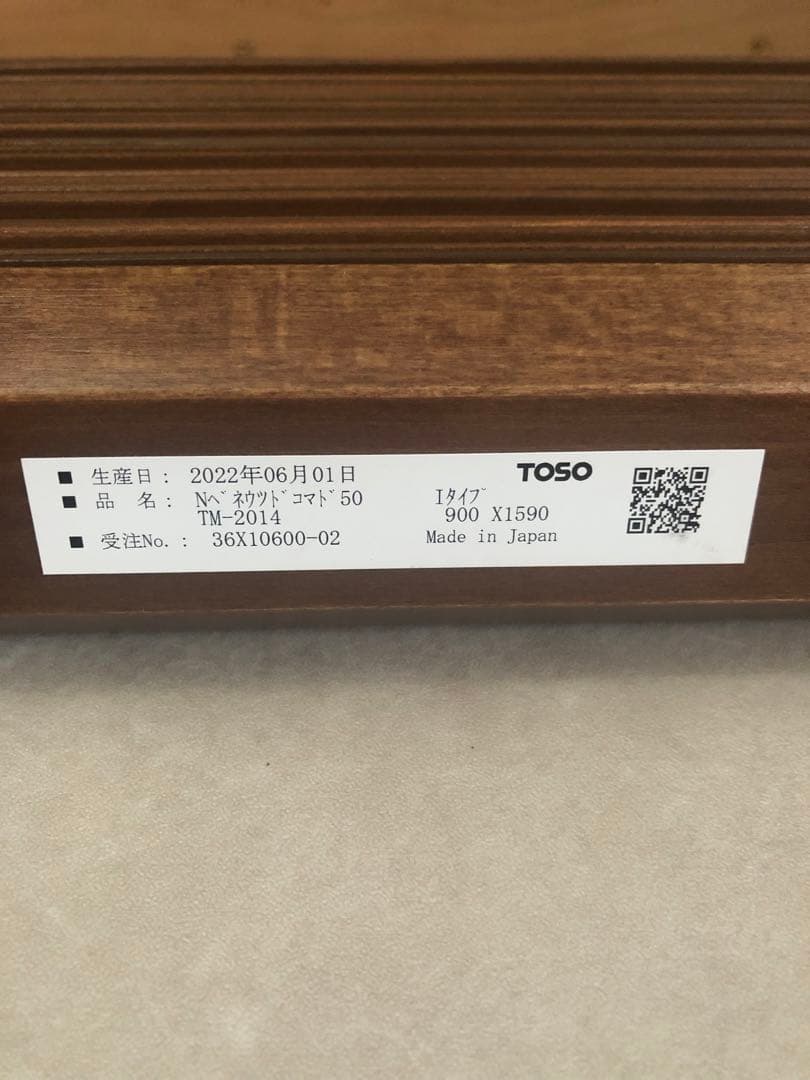 ■ 生産日： 2022年06月01日 TOSO
■ 品　名： Nﾍﾞﾈｳﾂﾄﾞｺﾏﾄﾞ50 Iﾀｲﾌﾟ
TM-2014 900 X1590
■ 受注No.： 36X10600-02 Made in Japan